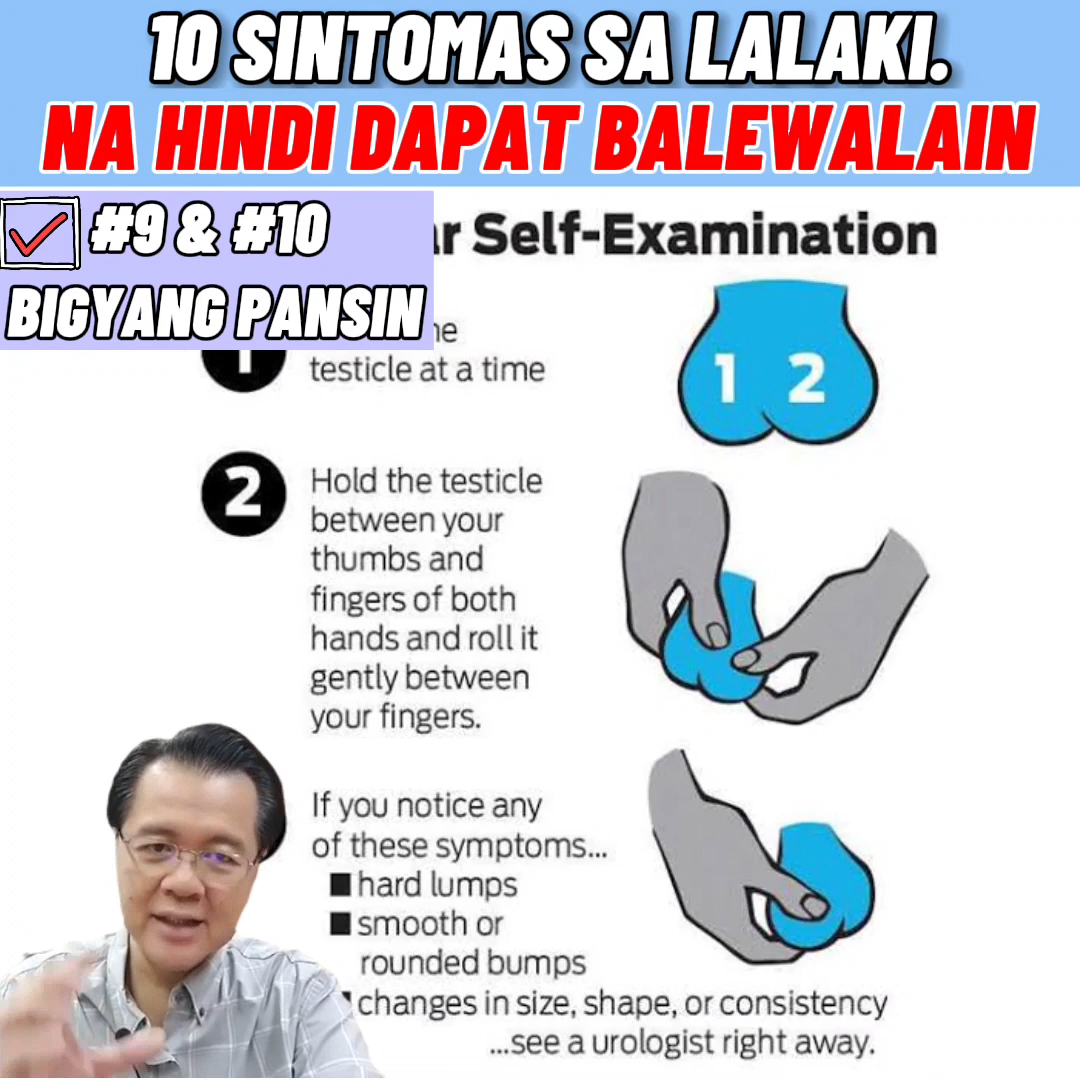 10 SINTOMAS SA LALAKI.
NA HINDI DAPAT BALEWALAIN
#9 & #10
BIGYANG PANSIN
Self-Examination
1 2
testicle at a time
2
Hold the testicle
between your
thumbs and
fingers of both
hands and roll it
gently between
your fingers.
If you notice any
of these symptoms...
hard lumps
smooth or
rounded bumps
changes in size, shape, or consistency
...see a urologist right away.